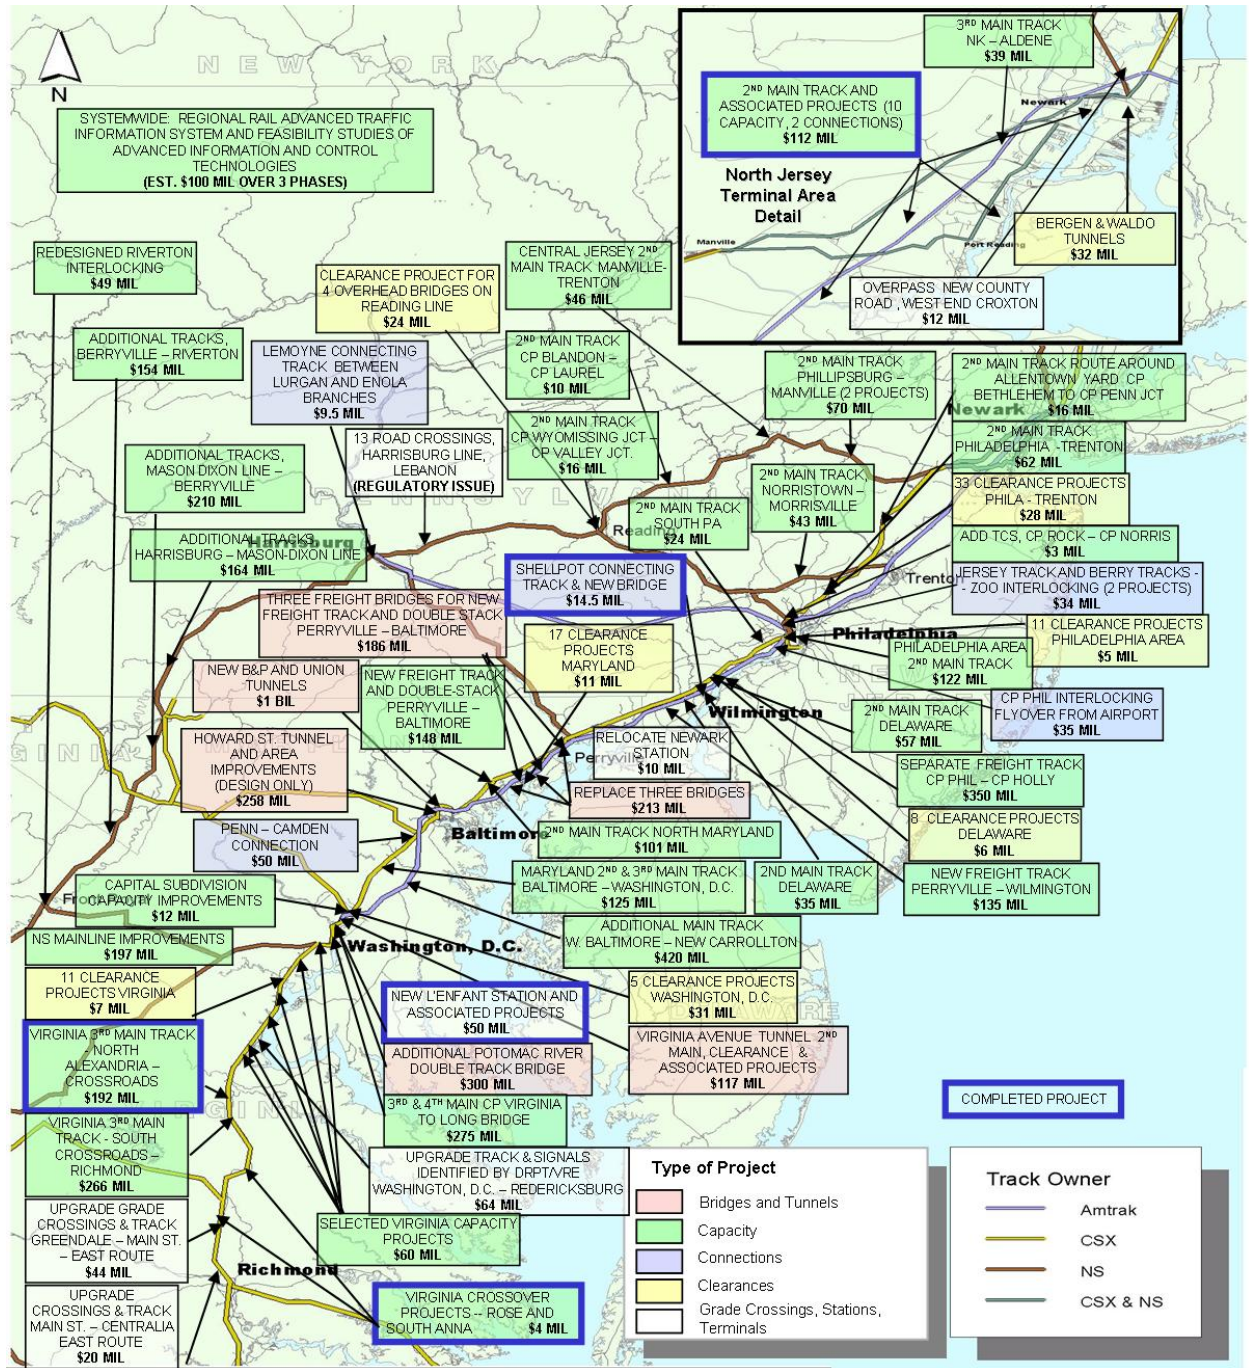 NEW YORK
N
SYSTEMWIDE: REGIONAL RAIL ADVANCED TRAFFIC
INFORMATION SYSTEM AND FEASIBILITY STUDIES OF
ADVANCED INFORMATION AND CONTROL
TECHNOLOGIES
(EST. $100 MIL OVER 3 PHASES)
3RD MAIN TRACK
NK – ALDENE
$39 MIL
2ND MAIN TRACK AND
ASSOCIATED PROJECTS (10
CAPACITY, 2 CONNECTIONS)
$112 MIL
Newark
North Jersey
Terminal Area
Detail
Manville
Port Reading
BERGEN & WALDO
TUNNELS
$32 MIL
OVERPASS NEW COUNTY
ROAD, WEST END CROXTON
$12 MIL
REDESIGNED RIVERTON
INTERLOCKING
$49 MIL
CLEARANCE PROJECT FOR
4 OVERHEAD BRIDGES ON
READING LINE
$24 MIL
CENTRAL JERSEY 2ND
MAIN TRACK MANVILLE-
TRENTON
$46 MIL
ADDITIONAL TRACKS,
BERRYVILLE – RIVERTON
$154 MIL
LEMOYNE CONNECTING
TRACK BETWEEN
LURGAN AND ENOLA
BRANCHES
$9.5 MIL
2ND MAIN TRACK
CP BLANDON –
CP LAUREL
$10 MIL
2ND MAIN TRACK
PHILLIPSBURG –
MANVILLE (2 PROJECTS)
$70 MIL
2ND MAIN TRACK ROUTE AROUND
ALLENTOWN YARD CP
BETHLEHEM TO CP PENN JCT
$16 MIL
Newark
13 ROAD CROSSINGS,
HARRISBURG LINE,
LEBANON
(REGULATORY ISSUE)
2ND MAIN TRACK
CP WYOMISSING JCT –
CP VALLEY JCT.
$16 MIL
2ND MAIN TRACK
PHILADELPHIA -TRENTON
$62 MIL
ADDITIONAL TRACKS,
MASON DIXON LINE –
BERRYVILLE
$210 MIL
2ND MAIN TRACK,
NORRISTOWN –
MORRISVILLE
$43 MIL
33 CLEARANCE PROJECTS
PHILA - TRENTON
$28 MIL
2ND MAIN TRACK
SOUTH PA
$24 MIL
Reading
ADDITIONAL TRACKS
HARRISBURG – MASON-DIXON LINE
$164 MIL
Harrisburg
ADD TCS, CP ROCK – CP NORRIS
$3 MIL
SHELLPOT CONNECTING
TRACK & NEW BRIDGE
$14.5 MIL
Trenton
JERSEY TRACK AND BERRY TRACKS -
- ZOO INTERLOCKING (2 PROJECTS)
$34 MIL
THREE FREIGHT BRIDGES FOR NEW
FREIGHT TRACK AND DOUBLE STACK
PERRYVILLE – BALTIMORE
$186 MIL
17 CLEARANCE
PROJECTS
MARYLAND
$11 MIL
Philadelphia
11 CLEARANCE PROJECTS
PHILADELPHIA AREA
$5 MIL
PHILADELPHIA AREA
2ND MAIN TRACK
$122 MIL
NEW B&P AND UNION
TUNNELS
$1 BIL
NEW FREIGHT TRACK
AND DOUBLE-STACK
PERRYVILLE –
BALTIMORE
$148 MIL
Wilmington
CP PHIL INTERLOCKING
FLYOVER FROM AIRPORT
$35 MIL
2ND MAIN TRACK
DELAWARE
$57 MIL
HOWARD ST. TUNNEL
AND AREA
IMPROVEMENTS
(DESIGN ONLY)
$258 MIL
RELOCATE NEWARK
STATION
$10 MIL
SEPARATE FREIGHT TRACK
CP PHIL – CP HOLLY
$350 MIL
REPLACE THREE BRIDGES
$213 MIL
PENN – CAMDEN
CONNECTION
$50 MIL
Baltimore
2ND MAIN TRACK NORTH MARYLAND
$101 MIL
8 CLEARANCE PROJECTS
DELAWARE
$6 MIL
MARYLAND 2ND & 3RD MAIN TRACK
BALTIMORE – WASHINGTON, D.C.
$125 MIL
2ND MAIN TRACK
DELAWARE
$35 MIL
NEW FREIGHT TRACK
PERRYVILLE – WILMINGTON
$135 MIL
CAPITAL SUBDIVISION
CAPACITY IMPROVEMENTS
$12 MIL
ADDITIONAL MAIN TRACK
W. BALTIMORE – NEW CARROLLTON
$420 MIL
NS MAINLINE IMPROVEMENTS
$197 MIL
Washington, D.C.
11 CLEARANCE
PROJECTS VIRGINIA
$7 MIL
NEW L'ENFANT STATION AND
ASSOCIATED PROJECTS
$50 MIL
5 CLEARANCE PROJECTS
WASHINGTON, D.C.
$31 MIL
VIRGINIA 3RD MAIN TRACK
- NORTH
ALEXANDRIA –
CROSSROADS
$192 MIL
ADDITIONAL POTOMAC RIVER
DOUBLE TRACK BRIDGE
$300 MIL
VIRGINIA AVENUE TUNNEL 2ND
MAIN, CLEARANCE &
ASSOCIATED PROJECTS
$117 MIL
3RD & 4TH MAIN CP VIRGINIA
TO LONG BRIDGE
$275 MIL
COMPLETED PROJECT
VIRGINIA 3RD MAIN
TRACK - SOUTH
CROSSROADS –
RICHMOND
$266 MIL
UPGRADE TRACK & SIGNALS
IDENTIFIED BY DRPT/VRE
WASHINGTON, D.C. – REDERICKSBURG
$64 MIL
UPGRADE GRADE
CROSSINGS & TRACK
GREENDALE – MAIN ST.
– EAST ROUTE
$44 MIL
SELECTED VIRGINIA CAPACITY
PROJECTS
$60 MIL
Richmond
UPGRADE
CROSSINGS & TRACK
MAIN ST. – CENTRALIA
EAST ROUTE
$20 MIL
VIRGINIA CROSSOVER
PROJECTS -- ROSE AND
SOUTH ANNA $4 MIL
Type of Project
Bridges and Tunnels
Capacity
Connections
Clearances
Grade Crossings, Stations,
Terminals
Track Owner
Amtrak
CSX
NS
CSX & NS